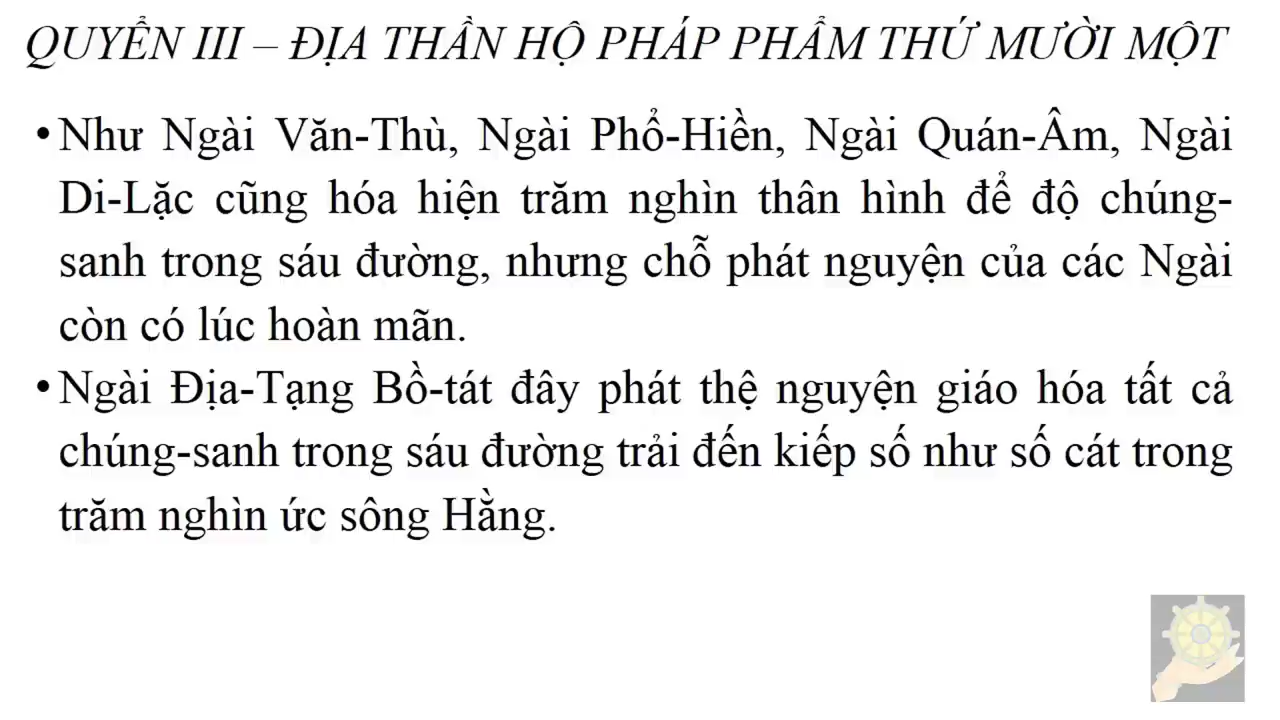 QUYỂN III – ĐỊA THẦN HỘ PHÁP PHẨM THỨ MƯỜI MỘT
• Như Ngài Văn-Thù, Ngài Phổ-Hiền, Ngài Quán-Âm, Ngài
Di-Lặc cũng hóa hiện trăm nghìn thân hình để độ chúng-
sanh trong sáu đường, nhưng chỗ phát nguyện của các Ngài
còn có lúc hoàn mãn.
• Ngài Địa-Tạng Bồ-tát đây phát thệ nguyện giáo hóa tất cả
chúng-sanh trong sáu đường trải đến kiếp số như số cát trong
trăm nghìn ức sông Hằng.